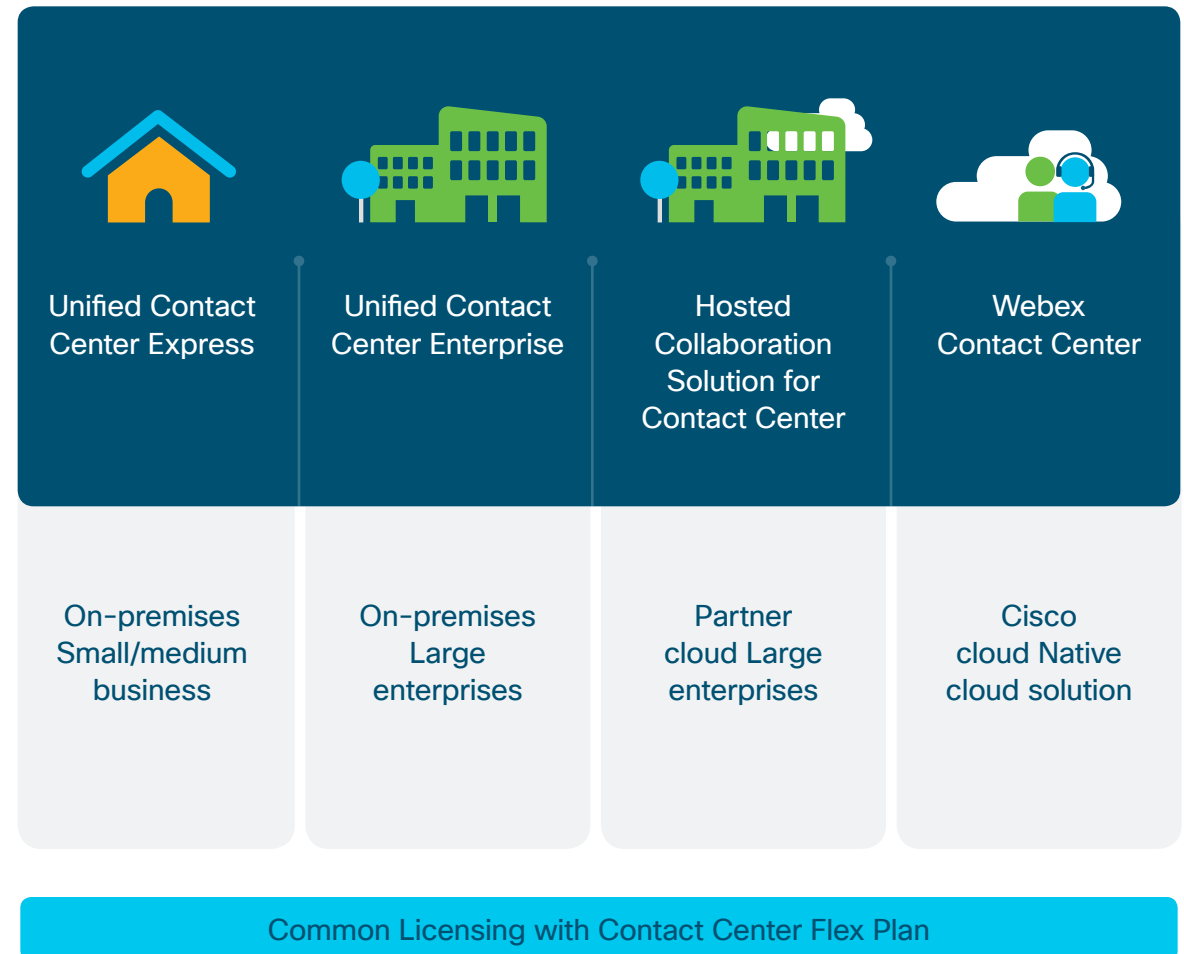 Unified Contact
Center Express
Unified Contact
Center Enterprise
Hosted
Collaboration
Solution for
Contact Center
Webex
Contact Center
On-premises
Small/medium
business
On-premises
Large
enterprises
Partner
cloud Large
enterprises
Cisco
cloud Native
cloud solution
Common Licensing with Contact Center Flex Plan